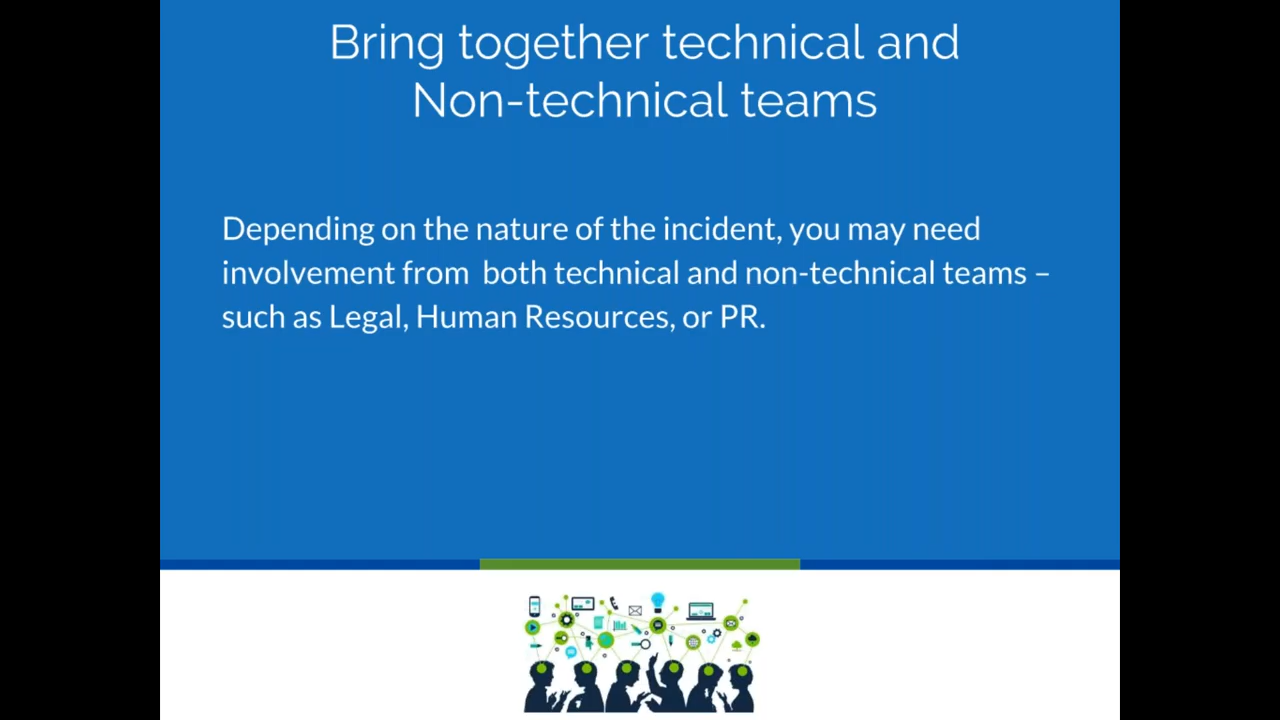 Bring together technical and
Non-technical teams
Depending on the nature of the incident, you may need
involvement from  both technical and non-technical teams –
such as Legal, Human Resources, or PR.